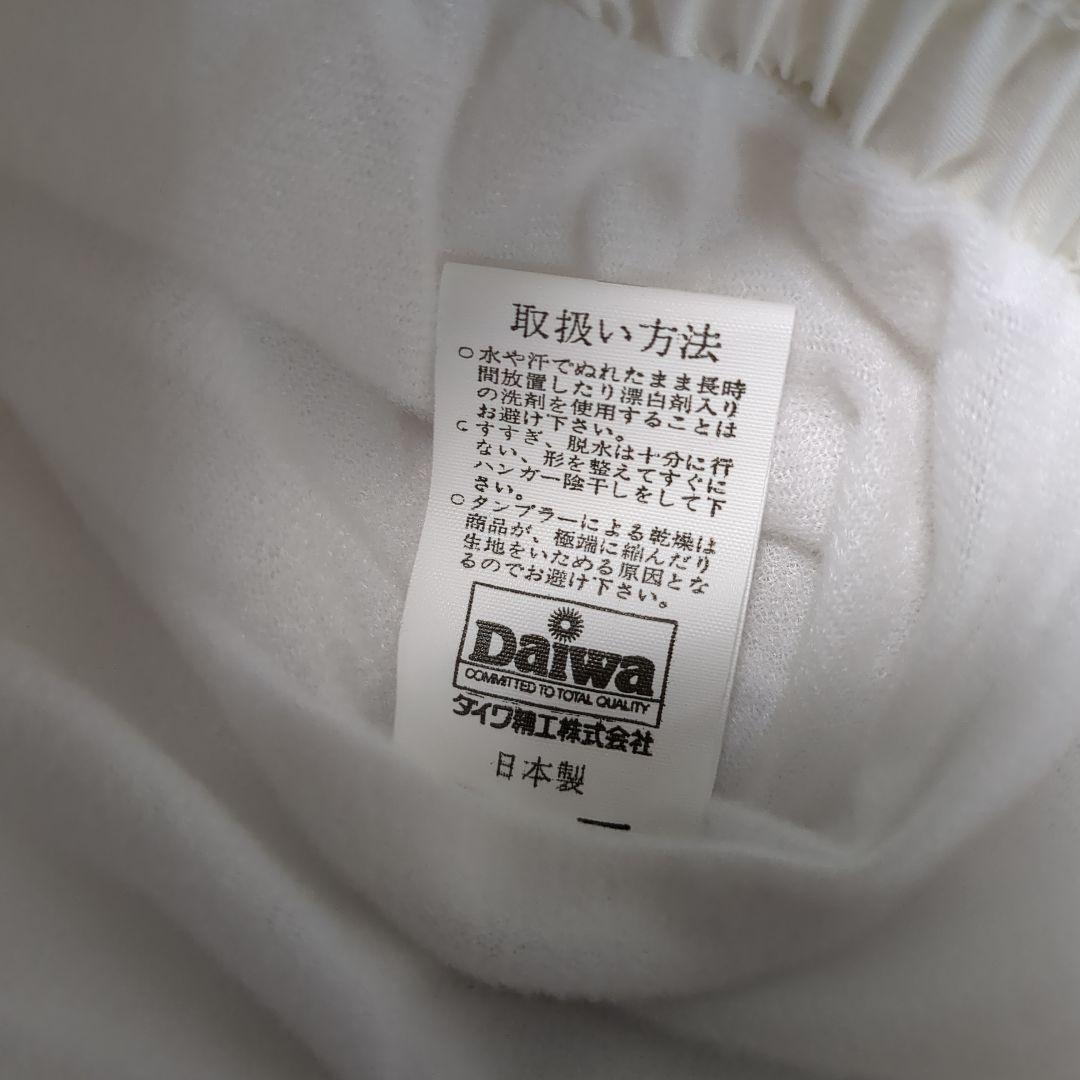 取扱い方法
○水や汗でぬれたまま長時
間放置したり漂白剤入り
の洗剤を使用することは
お避け下さい。
○すすぎ、脱水は十分に行
ない、形を整えてすぐに
ハンガー陰干しをして下
さい。
○タンブラーによる乾燥は
商品が、極端に縮んだり
生地をいためる原因とな
るのでお避け下さい。
Daiwa
COMMITTED TO TOTAL QUALITY
ダイワ精工株式会社
日本製